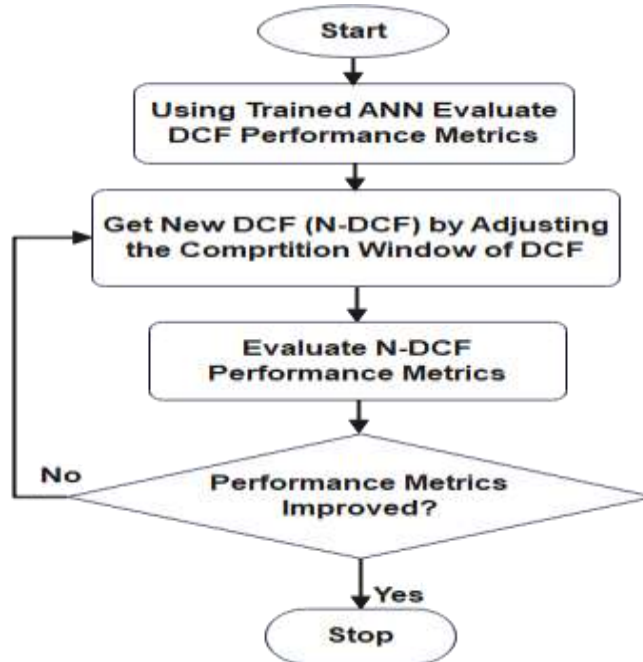 Start
Using Trained ANN Evaluate
DCF Performance Metrics
Get New DCF (N-DCF) by Adjusting
the Comprtition Window of DCF
Evaluate N-DCF
Performance Metrics
No
Performance Metrics
Improved?
Yes
Stop